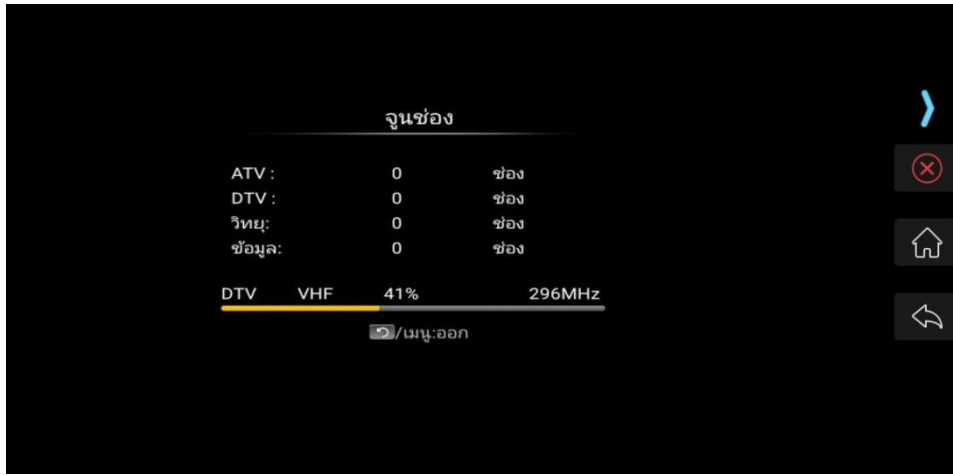 จูนช่อง
ATV : 0 ช่อง
DTV : 0 ช่อง
วิทยุ: 0 ช่อง
ข้อมูล: 0 ช่อง
DTV VHF 41% 296MHz
/เมนู:ออก